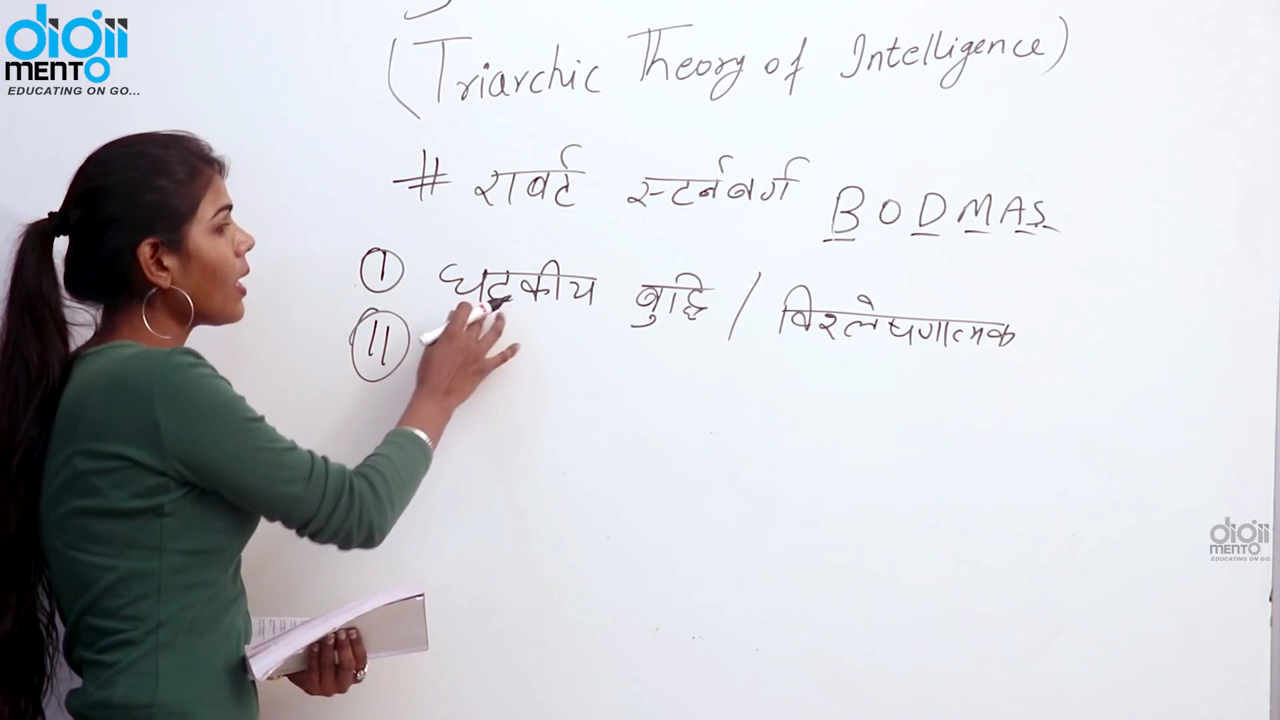 digii
MENTO
EDUCATING ON GO...
(Triarchic Theory of Intelligence)
# राबर्ट स्टर्नबर्ग BODMAS
I घटकीय बुद्धि / विश्लेषणात्मक
II
digii
MENTO
EDUCATING ON GO...